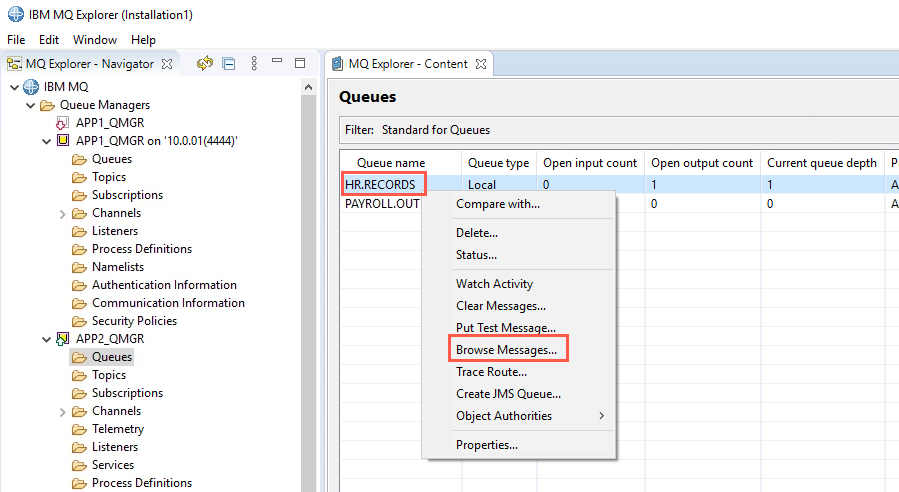 IBM MQ Explorer (Installation1)
File Edit Window Help
MQ Explorer - Navigator
IBM MQ
Queue Managers
APP1_QMGR
APP1_QMGR on '10.0.01(4444)'
Queues
Topics
Subscriptions
Channels
Listeners
Process Definitions
Namelists
Authentication Information
Communication Information
Security Policies
APP2_QMGR
Queues
Topics
Subscriptions
Channels
Telemetry
Listeners
Services
Process Definitions
MQ Explorer - Content
Queues
Filter: Standard for Queues
Queue name Queue type Open input count Open output count Current queue depth P
HR.RECORDS Local 0 1 1 A
PAYROLL.OUT 0 0 A
Compare with...
Delete...
Status...
Watch Activity
Clear Messages...
Put Test Message...
Browse Messages...
Trace Route...
Create JMS Queue...
Object Authorities
Properties...